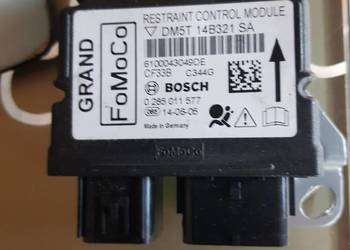 RESTRAINT CONTROL MODULE
DM5T 14B321 SA
6100043049DE
CF33B C344G
BOSCH
0 285 011 577
14-06-05
Made in Germany
GRAND
FoMoCo
FoMoCo